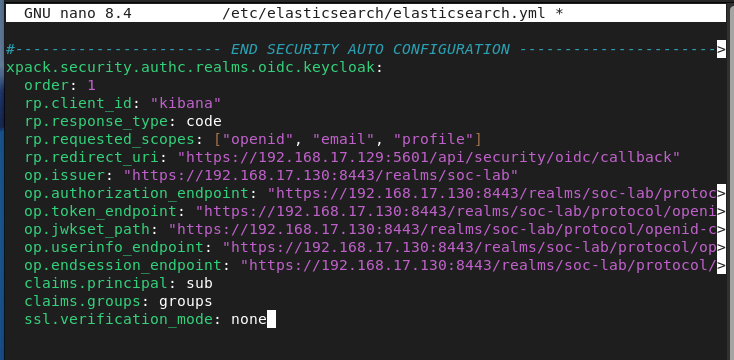 GNU nano 8.4 /etc/elasticsearch/elasticsearch.yml *
#----------------------- END SECURITY AUTO CONFIGURATION ----------------------->
xpack.security.authc.realms.oidc.keycloak:
  order: 1
  rp.client_id: "kibana"
  rp.response_type: code
  rp.requested_scopes: ["openid", "email", "profile"]
  rp.redirect_uri: "https://192.168.17.129:5601/api/security/oidc/callback"
  op.issuer: "https://192.168.17.130:8443/realms/soc-lab"
  op.authorization_endpoint: "https://192.168.17.130:8443/realms/soc-lab/protoc>
  op.token_endpoint: "https://192.168.17.130:8443/realms/soc-lab/protocol/openi>
  op.jwkset_path: "https://192.168.17.130:8443/realms/soc-lab/protocol/openid-c>
  op.userinfo_endpoint: "https://192.168.17.130:8443/realms/soc-lab/protocol/op>
  op.endsession_endpoint: "https://192.168.17.130:8443/realms/soc-lab/protocol/>
  claims.principal: sub
  claims.groups: groups
  ssl.verification_mode: none